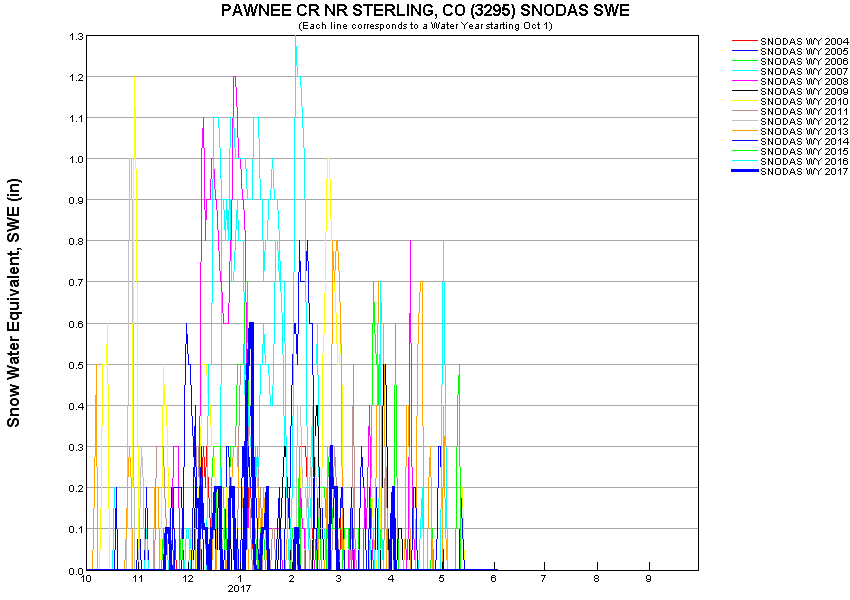 PAWNEE CR NR STERLING, CO (3295) SNODAS SWE
(Each line corresponds to a Water Year starting Oct 1)
Snow Water Equivalent, SWE (in)
1.3
1.2
1.1
1.0
0.9
0.8
0.7
0.6
0.5
0.4
0.3
0.2
0.1
0.0
10 11 12 1 2 3 4 5 6 7 8 9
2017
SNODAS WY 2004
SNODAS WY 2005
SNODAS WY 2006
SNODAS WY 2007
SNODAS WY 2008
SNODAS WY 2009
SNODAS WY 2010
SNODAS WY 2011
SNODAS WY 2012
SNODAS WY 2013
SNODAS WY 2014
SNODAS WY 2015
SNODAS WY 2016
SNODAS WY 2017